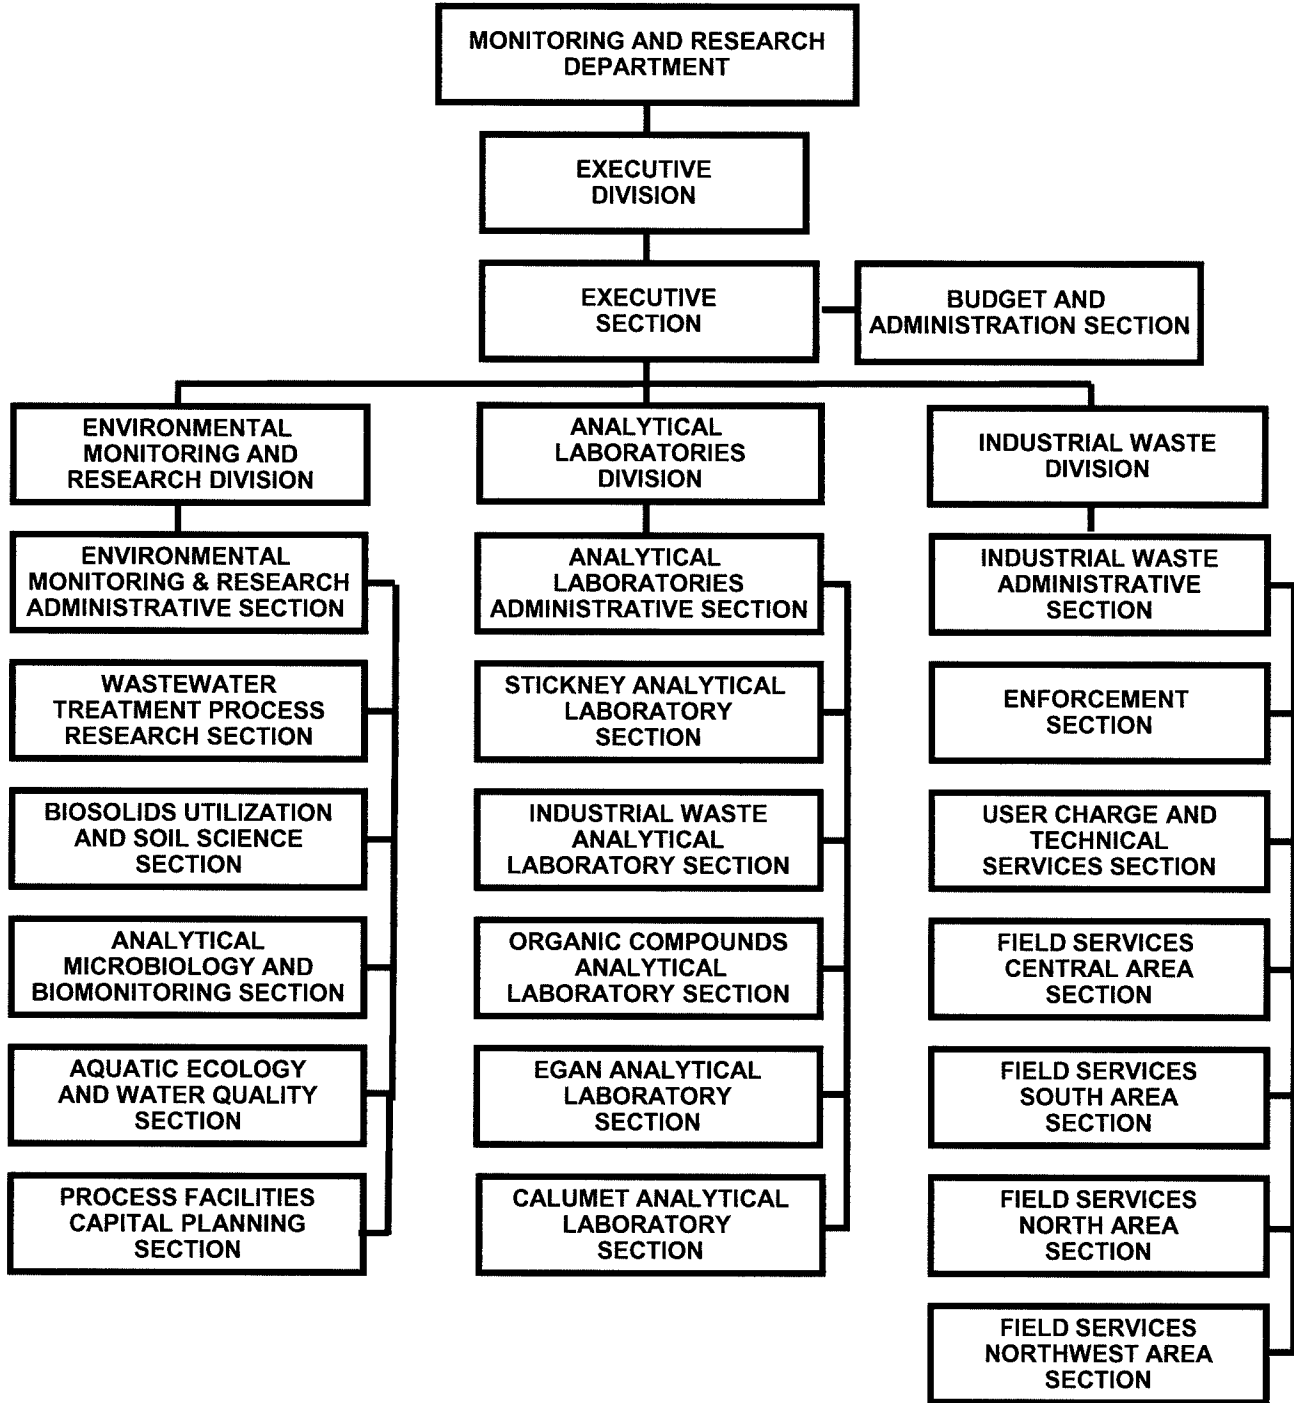 MONITORING AND RESEARCH
DEPARTMENT
EXECUTIVE
DIVISION
EXECUTIVE
SECTION
BUDGET AND
ADMINISTRATION SECTION
ENVIRONMENTAL
MONITORING AND
RESEARCH DIVISION
ENVIRONMENTAL
MONITORING & RESEARCH
ADMINISTRATIVE SECTION
WASTEWATER
TREATMENT PROCESS
RESEARCH SECTION
BIOSOLIDS UTILIZATION
AND SOIL SCIENCE
SECTION
ANALYTICAL
MICROBIOLOGY AND
BIOMONITORING SECTION
AQUATIC ECOLOGY
AND WATER QUALITY
SECTION
PROCESS FACILITIES
CAPITAL PLANNING
SECTION
ANALYTICAL
LABORATORIES
DIVISION
ANALYTICAL
LABORATORIES
ADMINISTRATIVE SECTION
STICKNEY ANALYTICAL
LABORATORY
SECTION
INDUSTRIAL WASTE
ANALYTICAL
LABORATORY SECTION
ORGANIC COMPOUNDS
ANALYTICAL
LABORATORY SECTION
EGAN ANALYTICAL
LABORATORY
SECTION
CALUMET ANALYTICAL
LABORATORY
SECTION
INDUSTRIAL WASTE
DIVISION
INDUSTRIAL WASTE
ADMINISTRATIVE
SECTION
ENFORCEMENT
SECTION
USER CHARGE AND
TECHNICAL
SERVICES SECTION
FIELD SERVICES
CENTRAL AREA
SECTION
FIELD SERVICES
SOUTH AREA
SECTION
FIELD SERVICES
NORTH AREA
SECTION
FIELD SERVICES
NORTHWEST AREA
SECTION